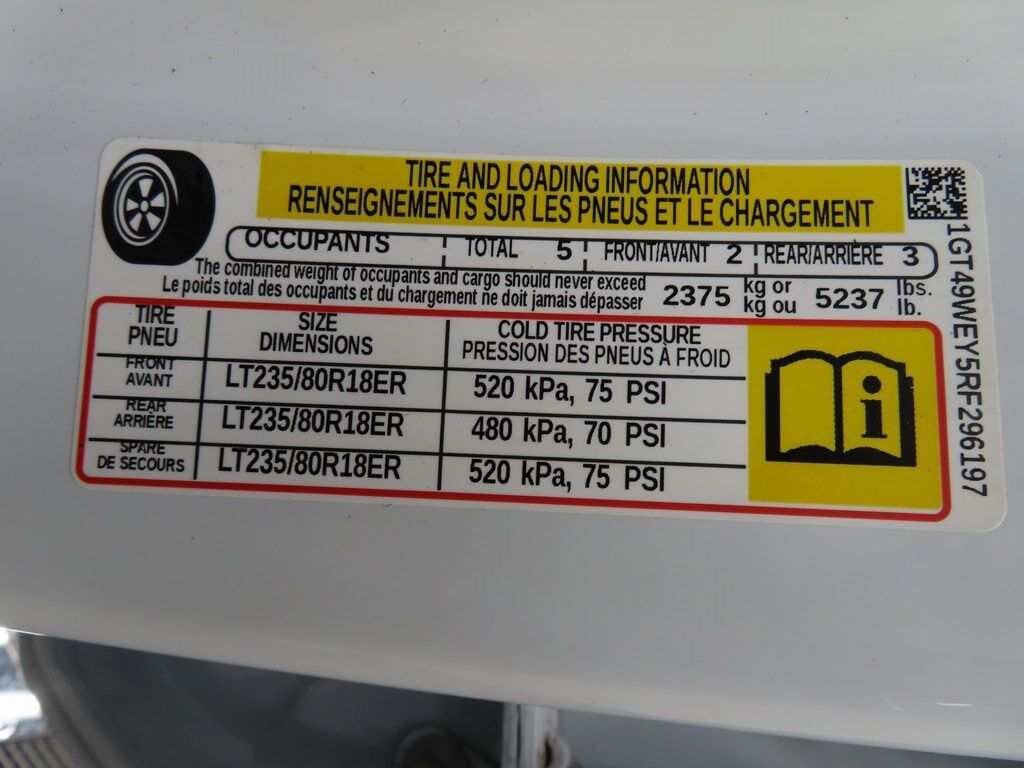 TIRE AND LOADING INFORMATION
RENSEIGNEMENTS SUR LES PNEUS ET LE CHARGEMENT
OCCUPANTS TOTAL 5 FRONT/AVANT 2 REAR/ARRIÈRE 3
The combined weight of occupants and cargo should never exceed 2375 kg or 5237 lbs.
Le poids total des occupants et du chargement ne doit jamais dépasser kg ou lb.
TIRE SIZE COLD TIRE PRESSURE
PNEU DIMENSIONS PRESSION DES PNEUS À FROID
FRONT
AVANT LT235/80R18ER 520 kPa, 75 PSI
REAR
ARRIÈRE LT235/80R18ER 480 kPa, 70 PSI
SPARE
DE SECOURS LT235/80R18ER 520 kPa, 75 PSI
i
1GT49WEY5RF296197